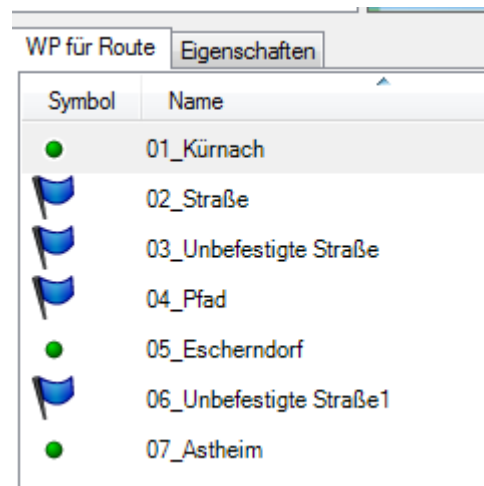 WP für Route Eigenschaften
Symbol Name
01_Kürnach
02_Straße
03_Unbefestigte Straße
04_Pfad
05_Escherndorf
06_Unbefestigte Straße1
07_Astheim